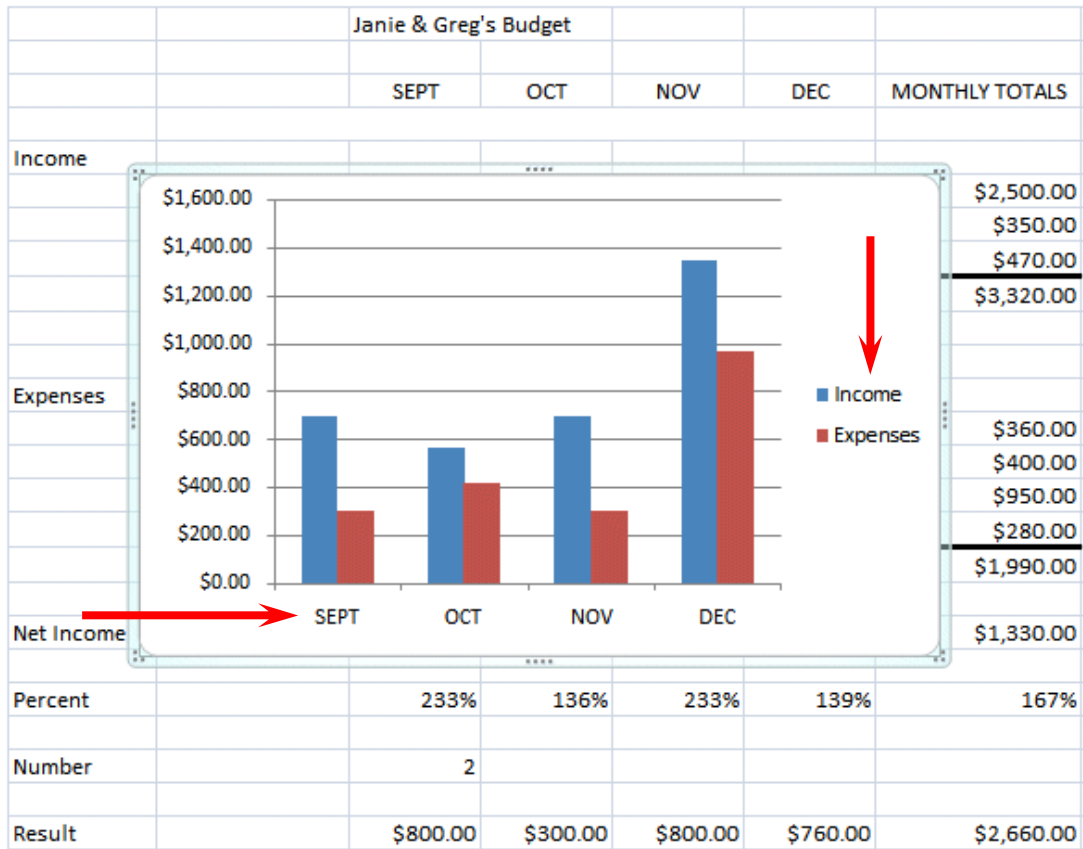 Janie & Greg's Budget
SEPT OCT NOV DEC MONTHLY TOTALS
Income
$1,600.00
$2,500.00
$350.00
$1,400.00
$470.00
$1,200.00
$3,320.00
$1,000.00
Expenses
$800.00
Income
$360.00
$600.00
Expenses
$400.00
$400.00
$950.00
$200.00
$280.00
$0.00
$1,990.00
SEPT OCT NOV DEC
Net Income
$1,330.00
Percent 233% 136% 233% 139% 167%
Number 2
Result $800.00 $300.00 $800.00 $760.00 $2,660.00